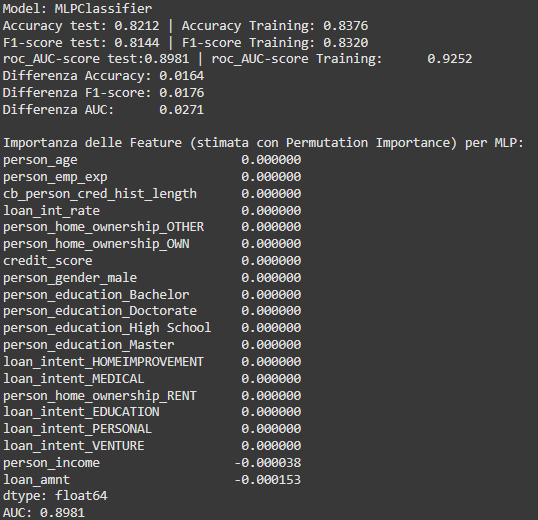 Model: MLPClassifier
Accuracy test: 0.8212 | Accuracy Training: 0.8376
F1-score test: 0.8144 | F1-score Training: 0.8320
roc_AUC-score test:0.8981 | roc_AUC-score Training:      0.9252
Differenza Accuracy: 0.0164
Differenza F1-score: 0.0176
Differenza AUC:      0.0271
Importanza delle Feature (stimata con Permutation Importance) per MLP:
person_age                     0.000000
person_emp_exp                 0.000000
cb_person_cred_hist_length     0.000000
loan_int_rate                  0.000000
person_home_ownership_OTHER    0.000000
person_home_ownership_OWN      0.000000
credit_score                   0.000000
person_gender_male             0.000000
person_education_Bachelor      0.000000
person_education_Doctorate     0.000000
person_education_High School   0.000000
person_education_Master        0.000000
loan_intent_HOMEIMPROVEMENT    0.000000
loan_intent_MEDICAL            0.000000
person_home_ownership_RENT     0.000000
loan_intent_EDUCATION          0.000000
loan_intent_PERSONAL           0.000000
loan_intent_VENTURE            0.000000
person_income                 -0.000038
loan_amnt                     -0.000153
dtype: float64
AUC: 0.8981